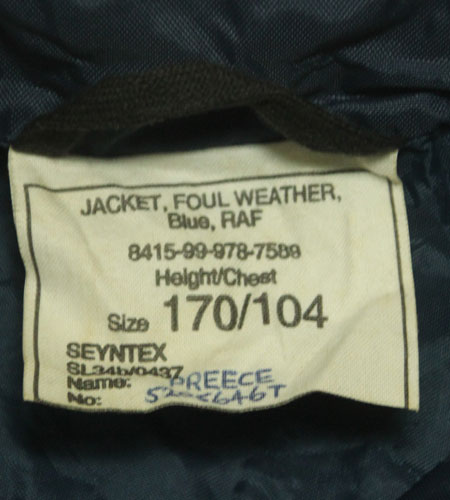 JACKET, FOUL WEATHER,
Blue, RAF
8415-99-978-7589
Height/Chest
Size 170/104
SEYNTEX
SL34b/0437
Name: PREECE
No: